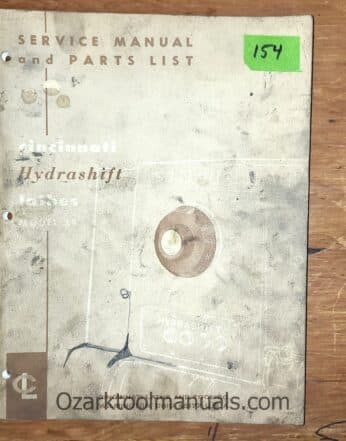 SERVICE MANUAL
and PARTS LIST
154
cincinnati
Hydrashift
lathes
Ozarktoolmanuals.com